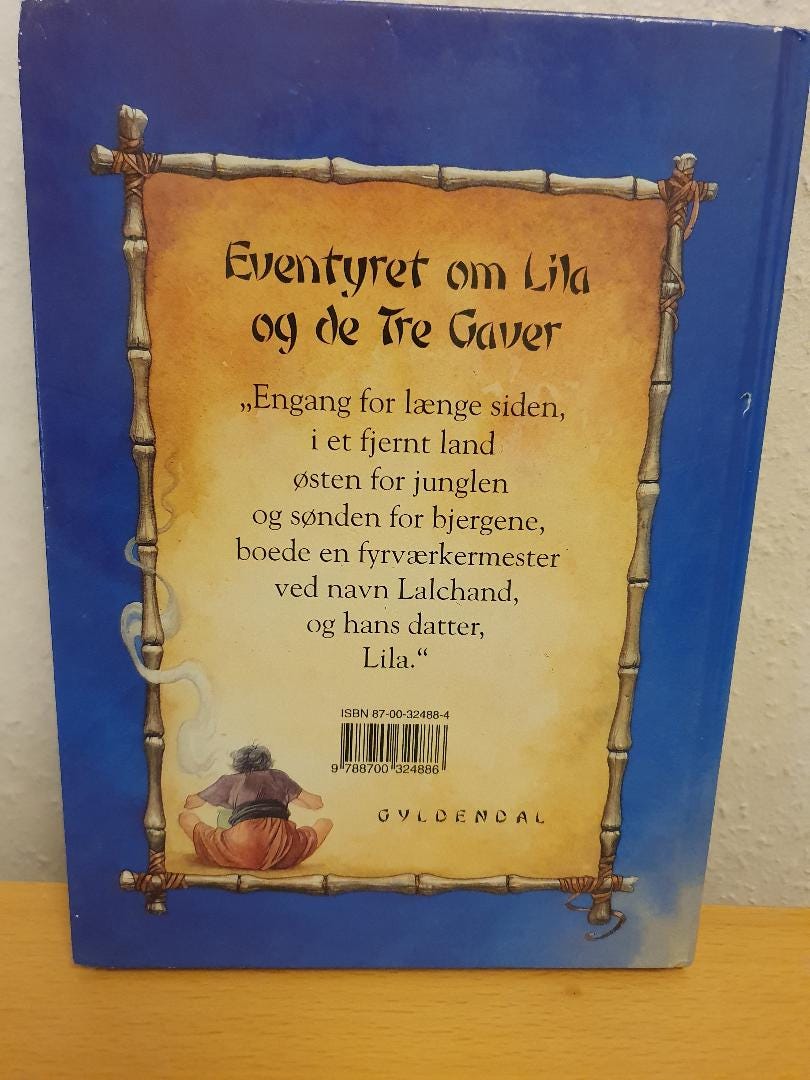 Eventyret om Lila
og de Tre Gaver
„Engang for længe siden,
i et fjernt land
østen for junglen
og sønden for bjergene,
boede en fyrværkermester
ved navn Lalchand,
og hans datter,
Lila.“
ISBN 87-00-32488-4
9 788700 324886
GYLDENDAL